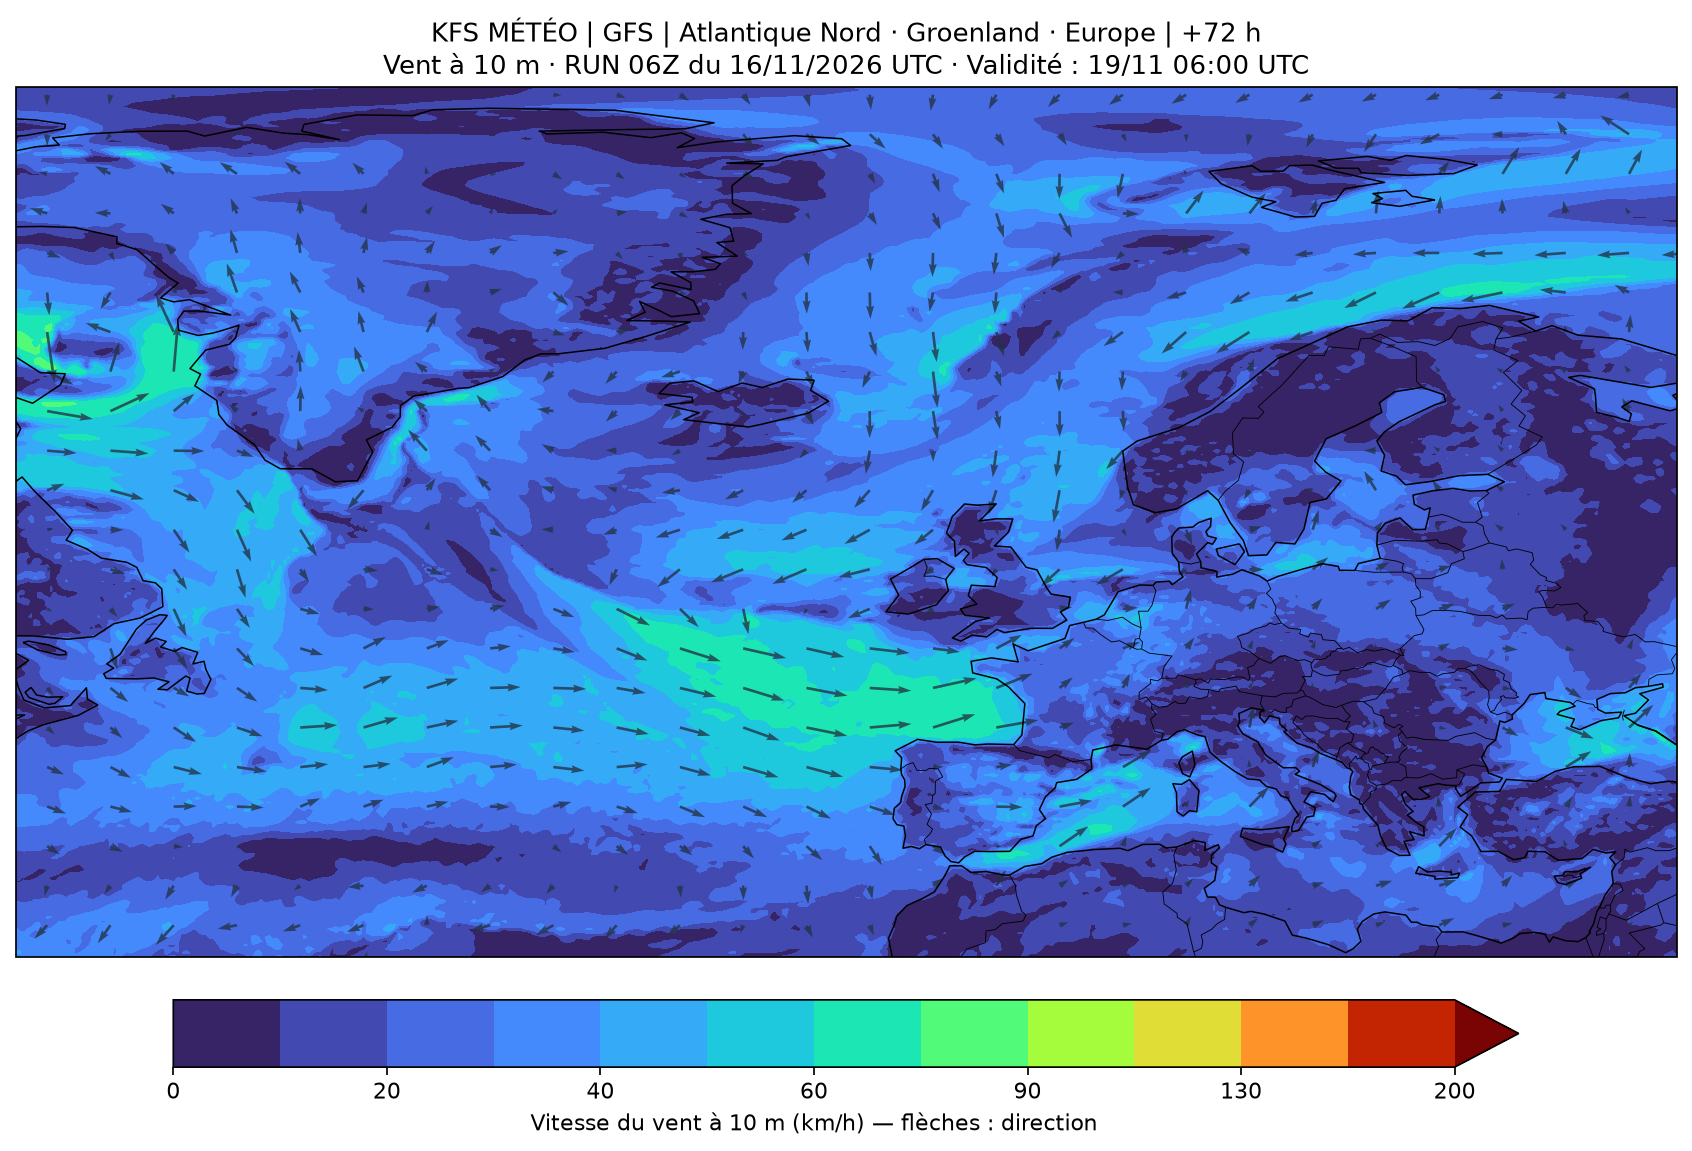 KFS MÉTÉO | GFS | Atlantique Nord · Groenland · Europe | +72 h
Vent à 10 m · RUN 06Z du 16/11/2026 UTC · Validité : 19/11 06:00 UTC
0 20 40 60 90 130 200
Vitesse du vent à 10 m (km/h) — flèches : direction